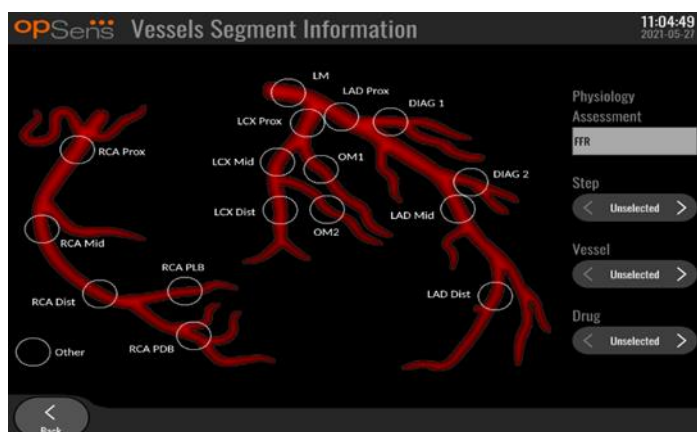 opSens Vessels Segment Information
11:04:49
2021-05-27
LM
LAD Prox
DIAG 1
LCX Prox
Physiology
Assessment
FFR
RCA Prox
LCX Mid
OM1
DIAG 2
Step
Unselected
LCX Dist
OM2
LAD Mid
RCA Mid
Vessel
Unselected
RCA PLB
RCA Dist
LAD Dist
Drug
Unselected
RCA PDB
Other
Back